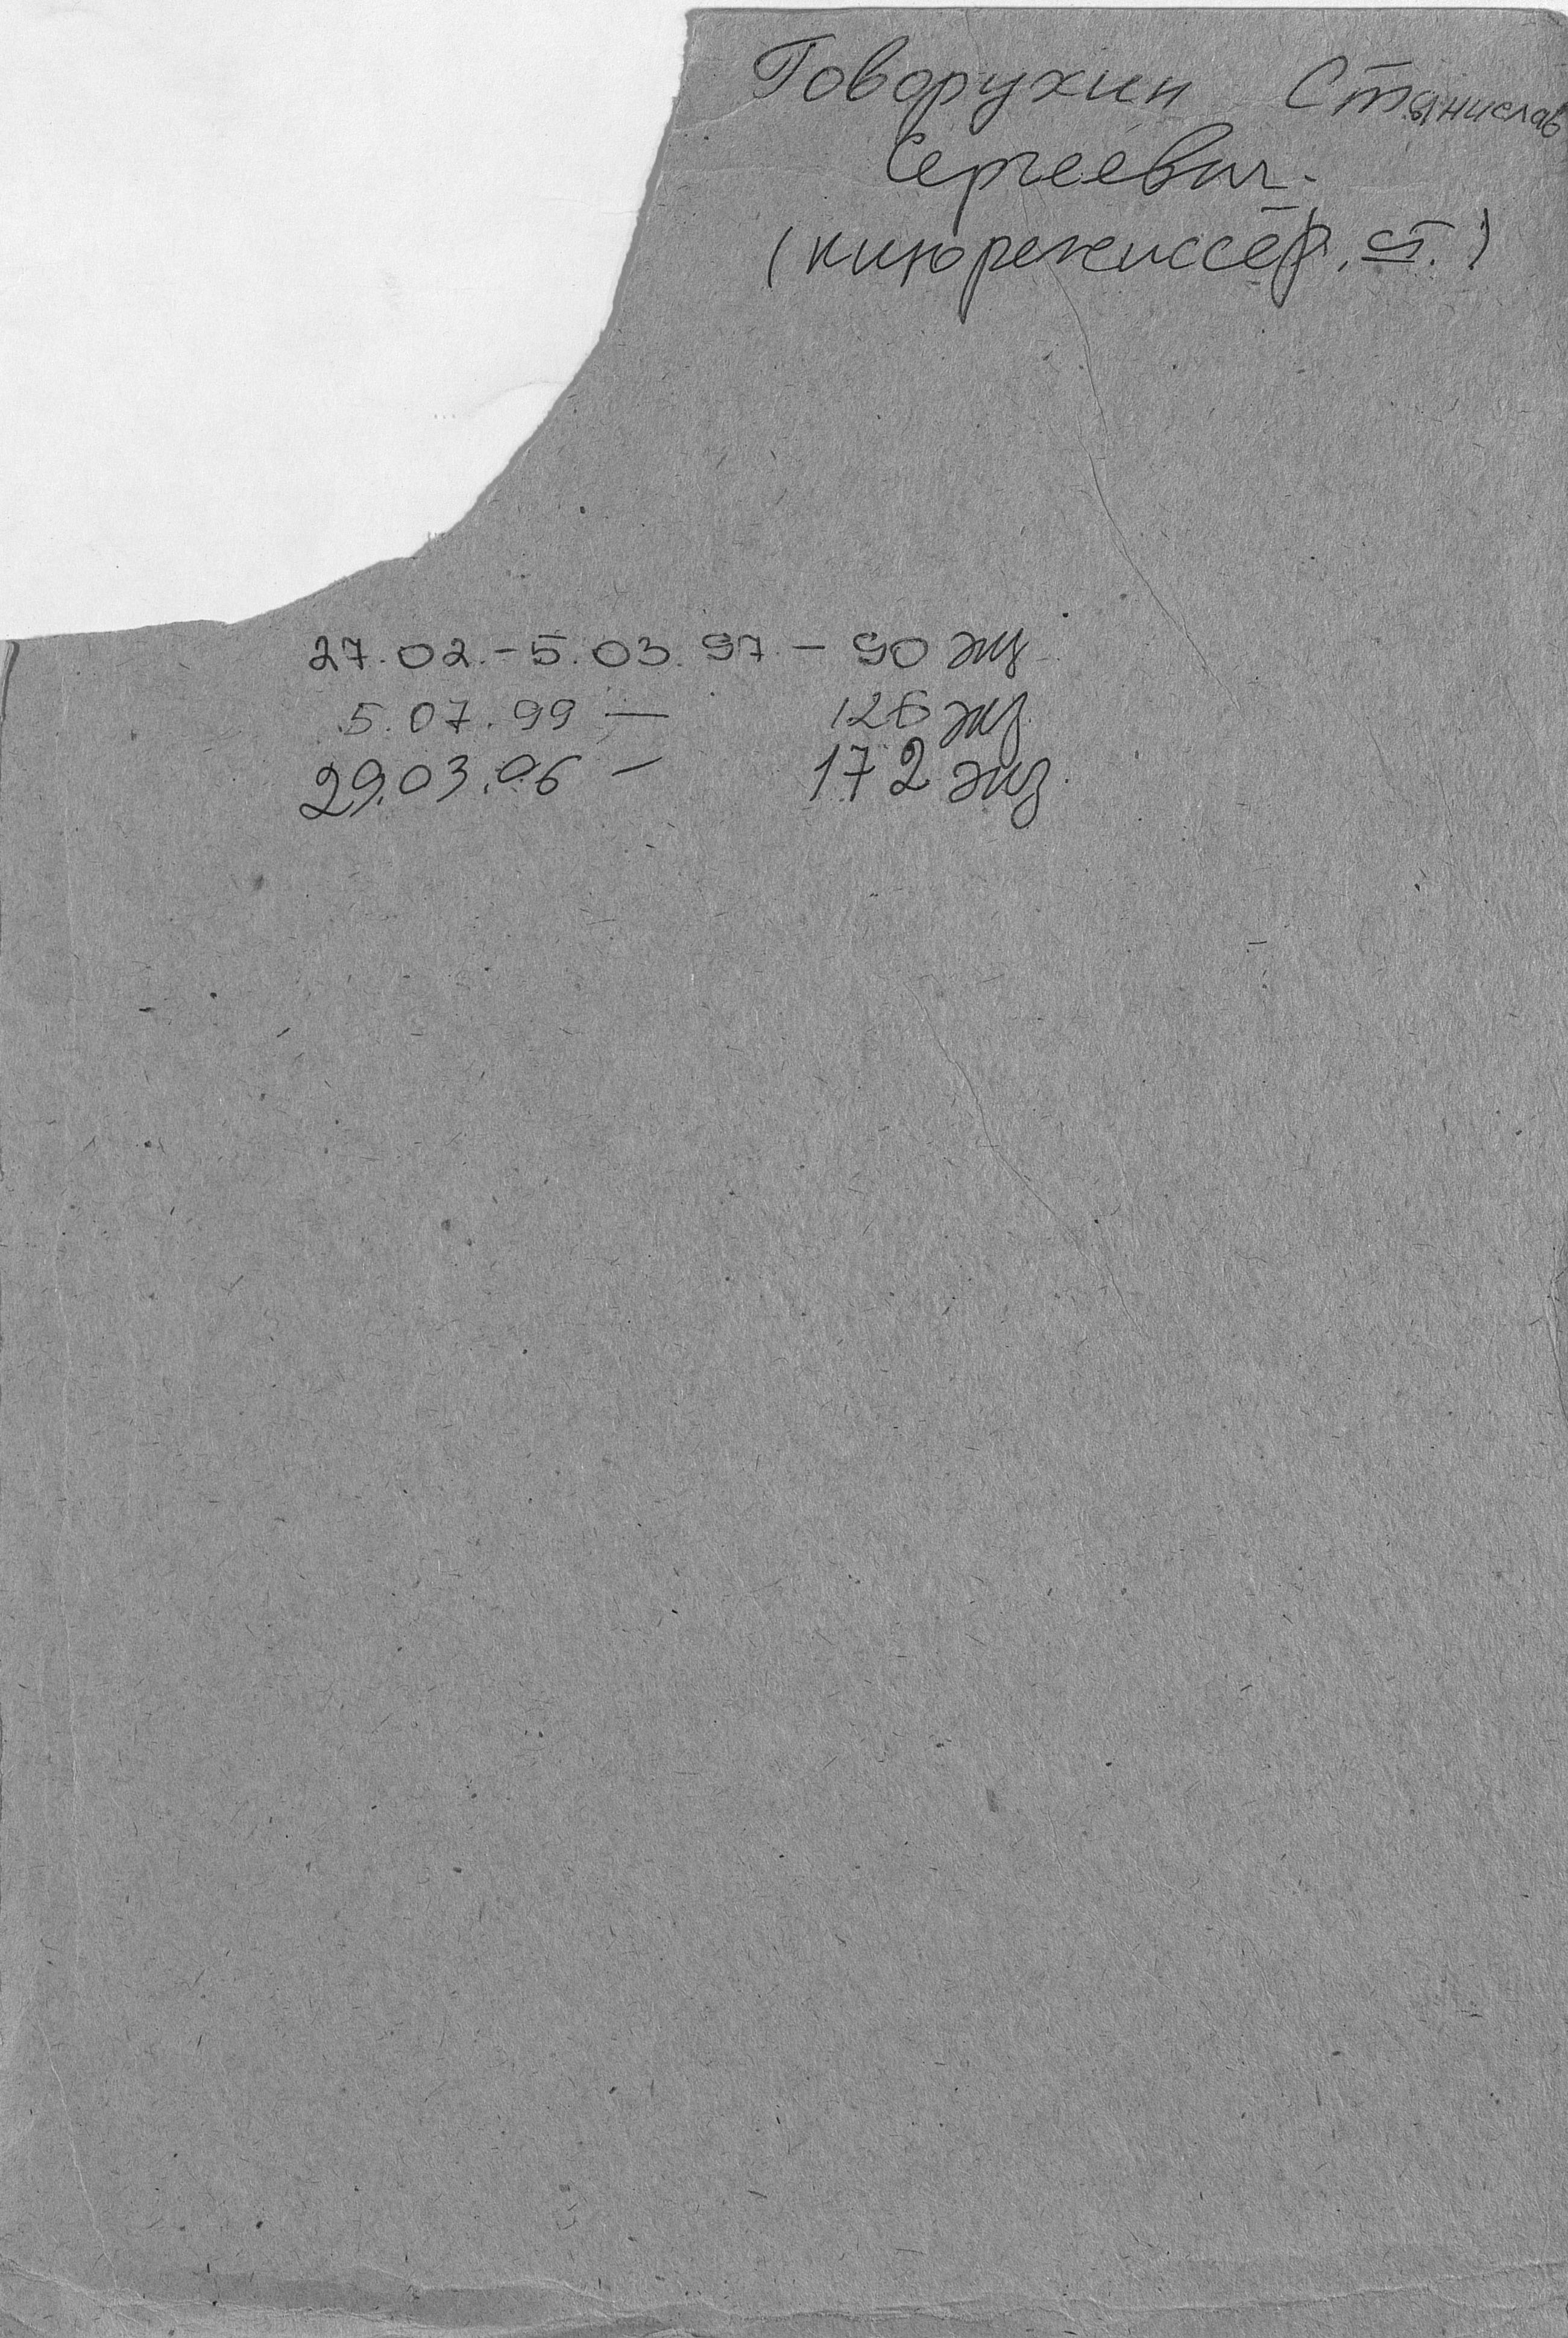 Говорухин Станислав
Сергеевич.
(кинорежиссёр.
27.02.-5.03.97. - 90 экз
5.07.99 - 126 экз.
29.03.06 - 172 экз.